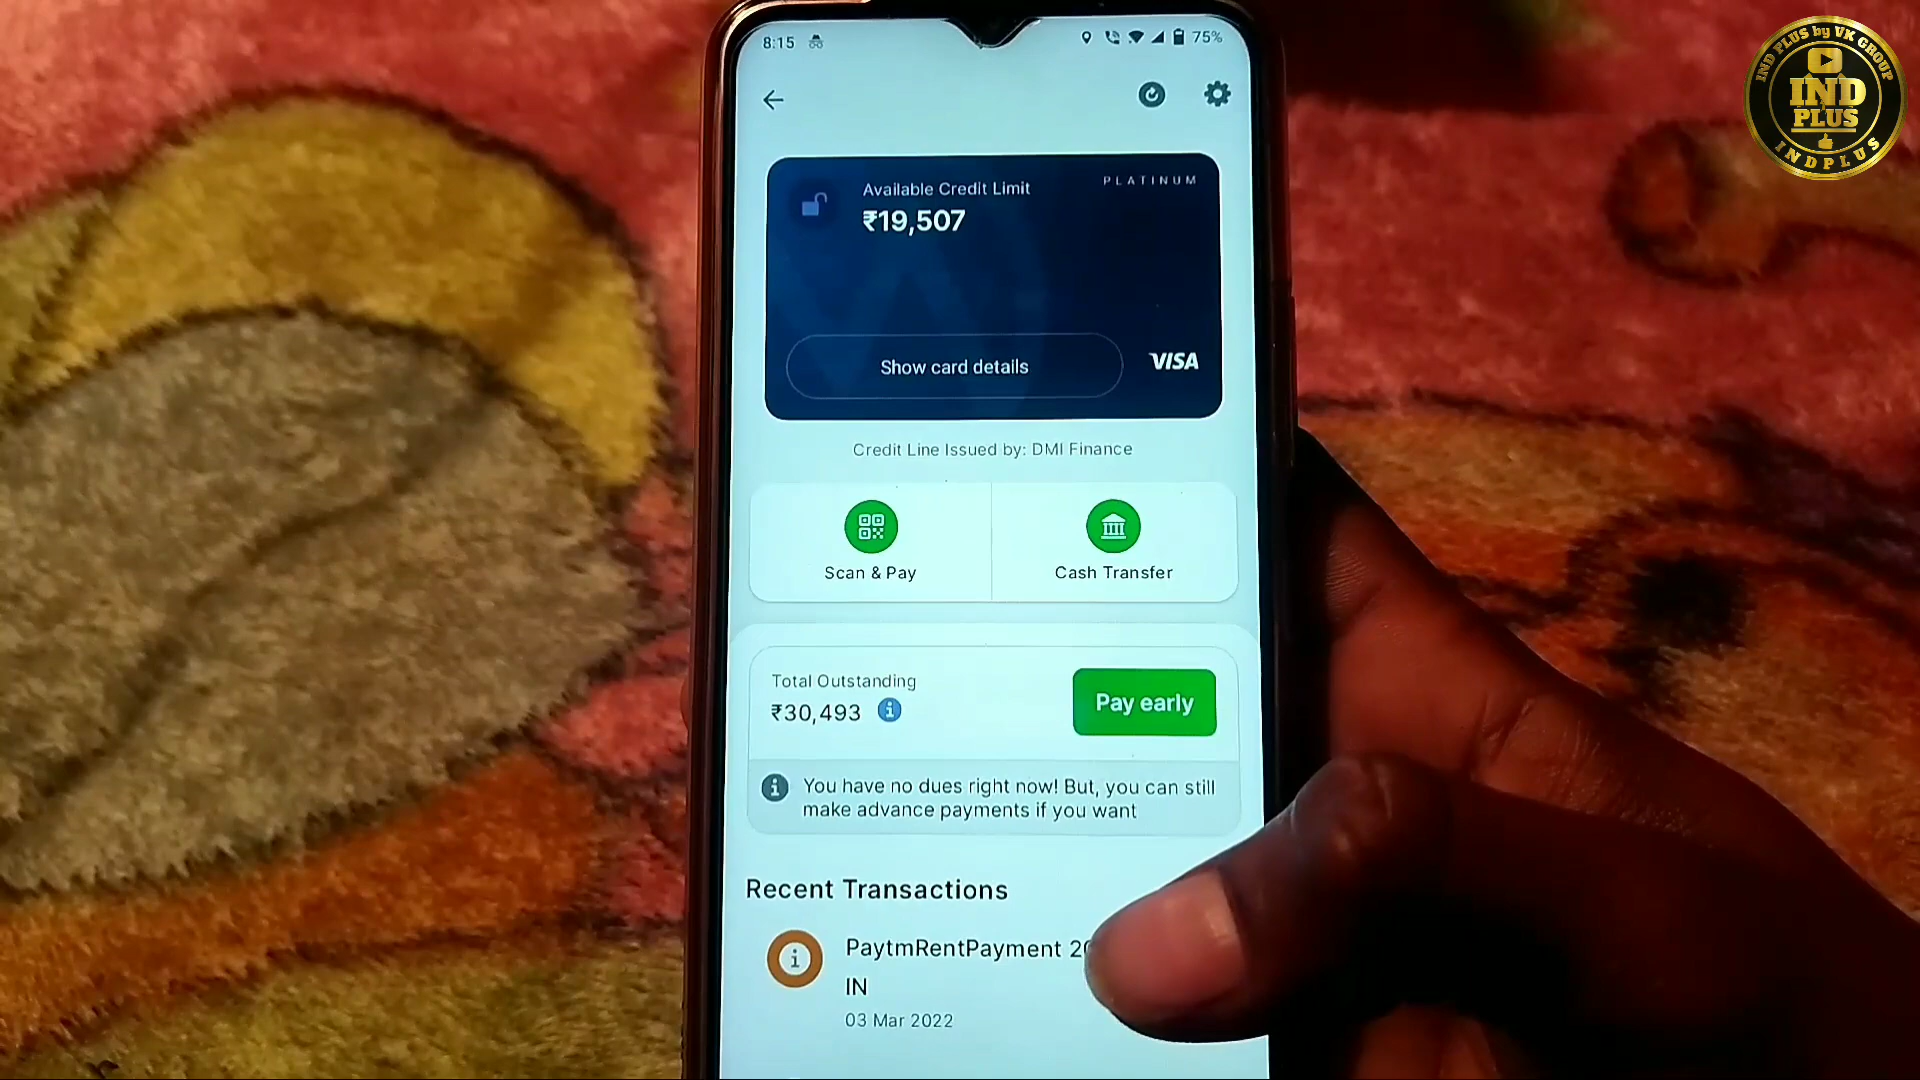 8:15
75%
PLATINUM
Available Credit Limit
₹19,507
Show card details
VISA
Credit Line Issued by: DMI Finance
Scan & Pay
Cash Transfer
Total Outstanding
₹30,493
Pay early
You have no dues right now! But, you can still
make advance payments if you want
Recent Transactions
PaytmRentPayment
IN
03 Mar 2022
IND PLUS by VK GROUP
IND
PLUS
INDPLUS